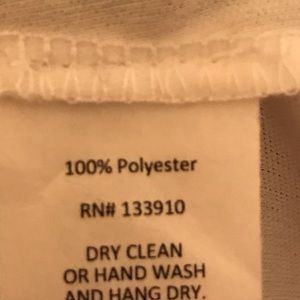 100% Polyester
RN# 133910
DRY CLEAN
OR HAND WASH
AND HANG DRY.